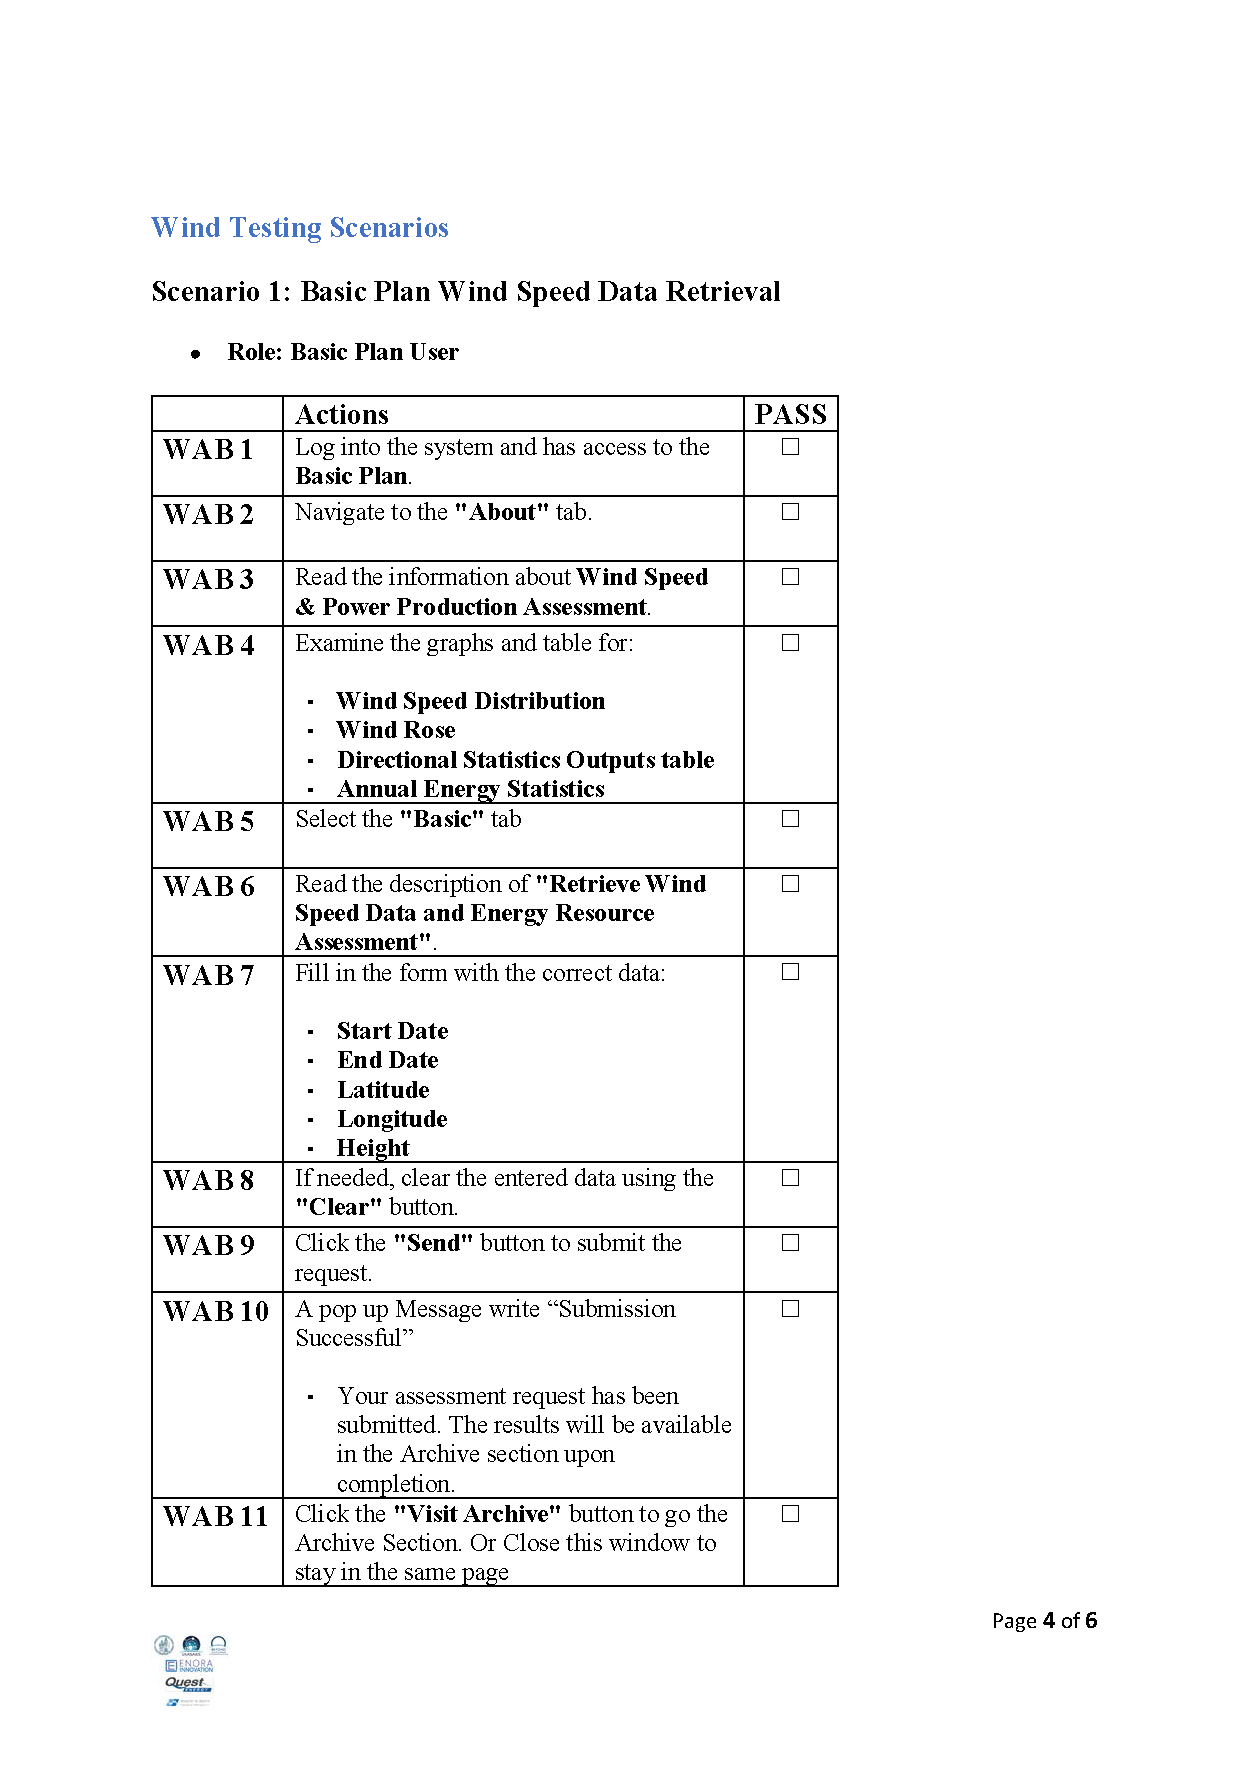 Wind Testing Scenarios
Scenario 1: Basic Plan Wind Speed Data Retrieval
● Role: Basic Plan User
Actions PASS
WAB 1 Log into the system and has access to the ☐
Basic Plan.
WAB 2 Navigate to the "About" tab. ☐
WAB 3 Read the information about Wind Speed ☐
& Power Production Assessment.
WAB 4 Examine the graphs and table for: ☐
- Wind Speed Distribution
- Wind Rose
- Directional Statistics Outputs table
- Annual Energy Statistics
WAB 5 Select the "Basic" tab ☐
WAB 6 Read the description of "Retrieve Wind ☐
Speed Data and Energy Resource
Assessment".
WAB 7 Fill in the form with the correct data: ☐
- Start Date
- End Date
- Latitude
- Longitude
- Height
WAB 8 If needed, clear the entered data using the ☐
"Clear" button.
WAB 9 Click the "Send" button to submit the ☐
request.
WAB 10 A pop up Message write “Submission ☐
Successful”
- Your assessment request has been
submitted. The results will be available
in the Archive section upon
completion.
WAB 11 Click the "Visit Archive" button to go the ☐
Archive Section. Or Close this window to
stay in the same page
Page 4 of 6
ENORA
INNOVATION
Quest
ENERGY